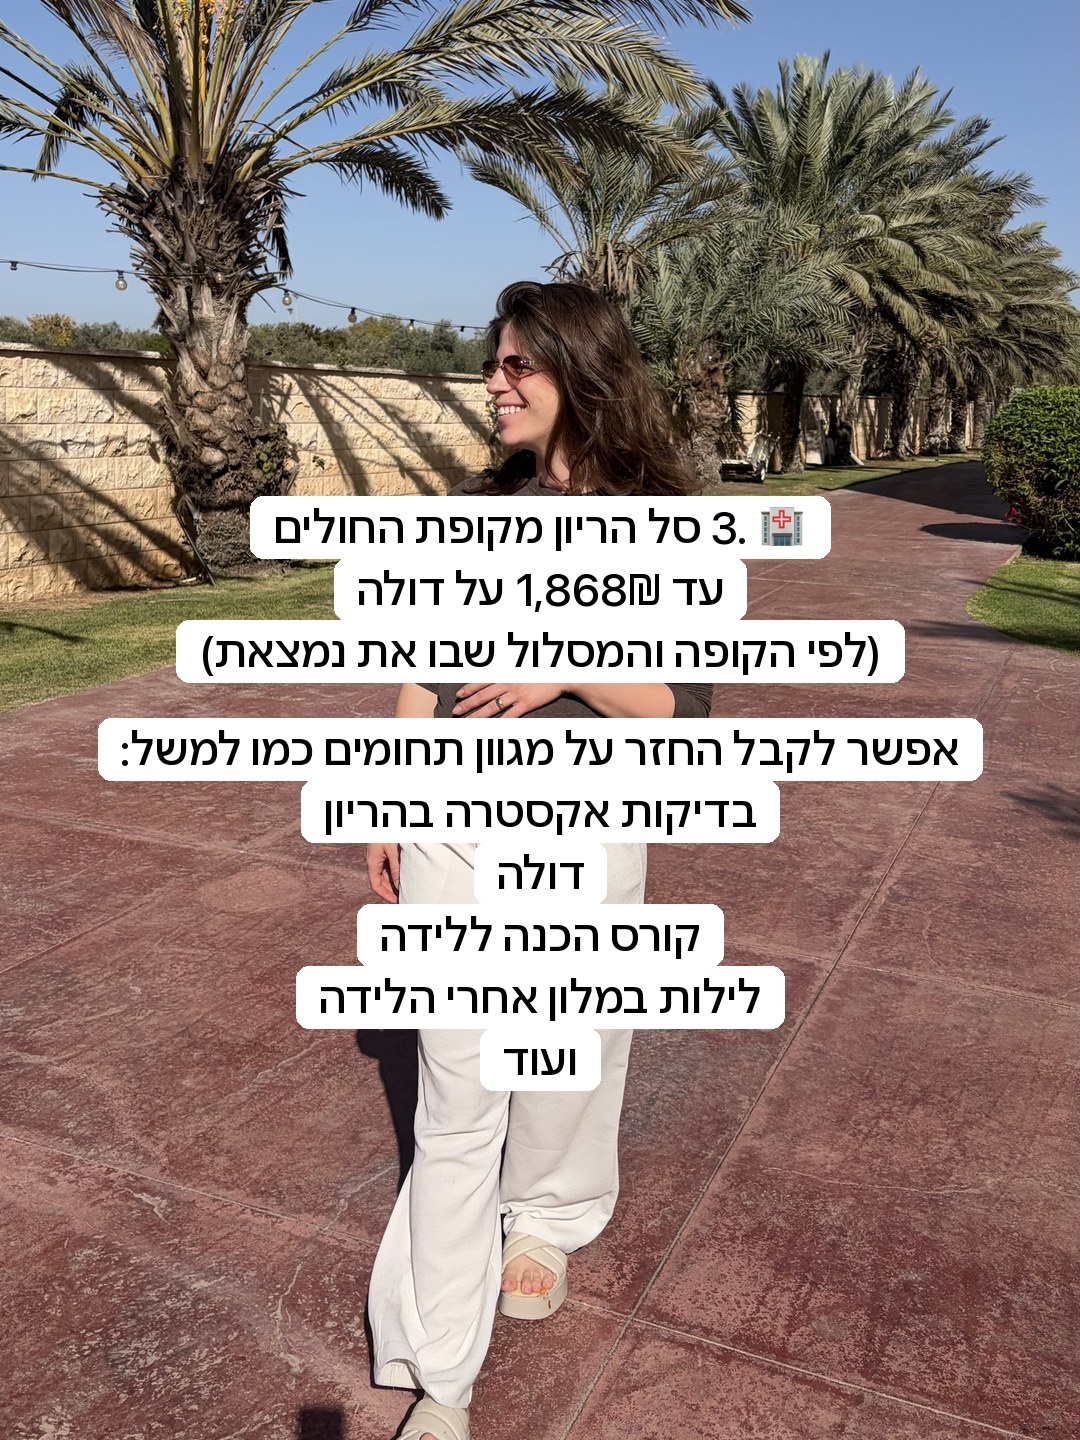 🏥 3. סל הריון מקופת החולים
עד 1,868₪ על דולה
(לפי הקופה והמסלול שבו את נמצאת)
אפשר לקבל החזר על מגוון תחומים כמו למשל:
בדיקות אקסטרה בהריון
דולה
קורס הכנה ללידה
לילות במלון אחרי הלידה
ועוד